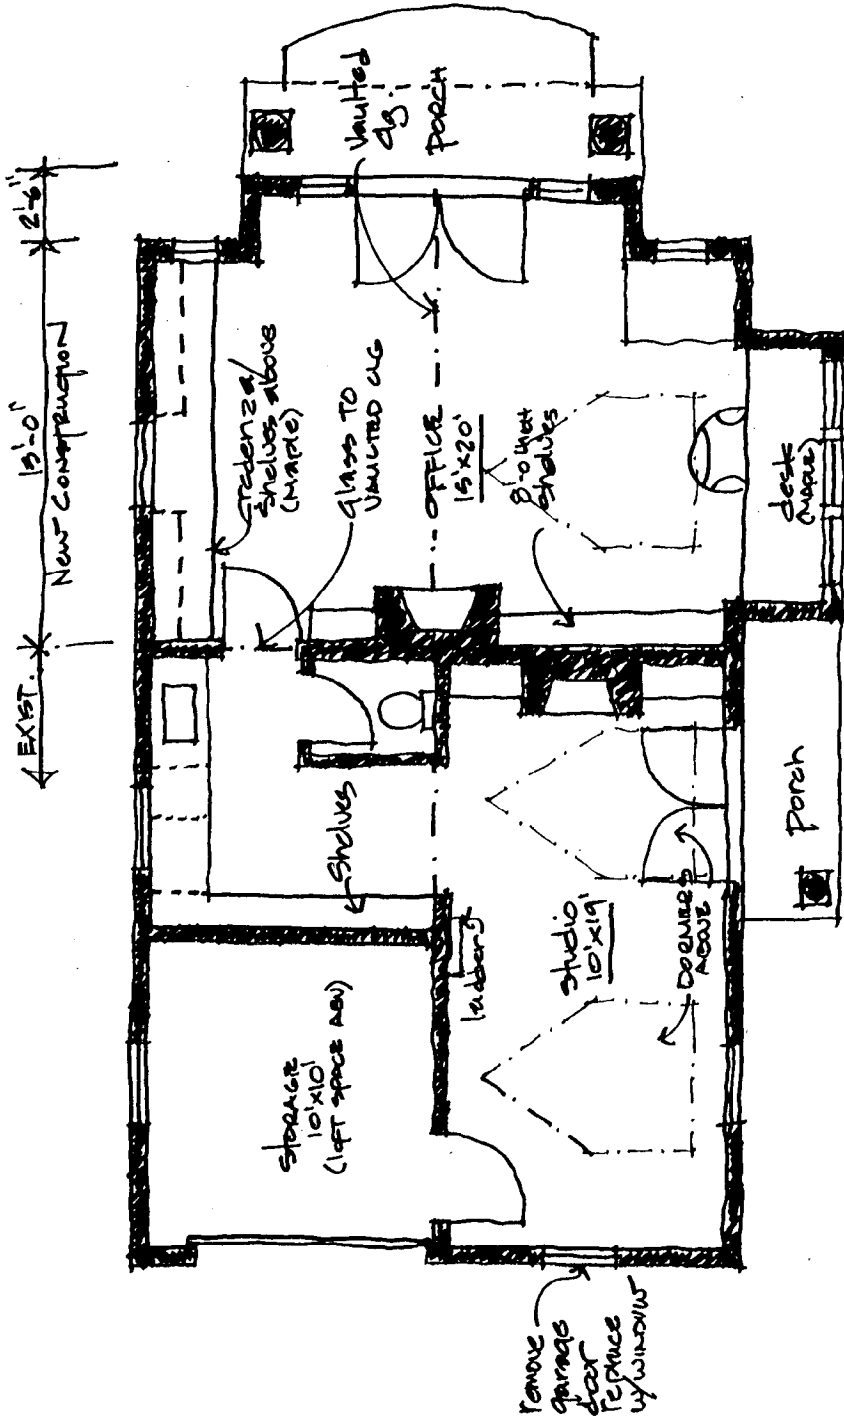 EXIST.
13'-0"
2'-6"
New CONSTRUCTION
credenza/
shelves above
(MAPLE)
glass TO
VAULTED clg
Vaulted
clg.
PORCH
OFFICE
15'x20'
8'-0 high
shelves
desk
(MAPLE)
Shelves
Porch
STORAGE
10'x10'
(LOFT SPACE ABV)
ladder
Studio
10'x19'
DORMERS
ABOVE
remove
garage
door
replace
w/ WINDOW